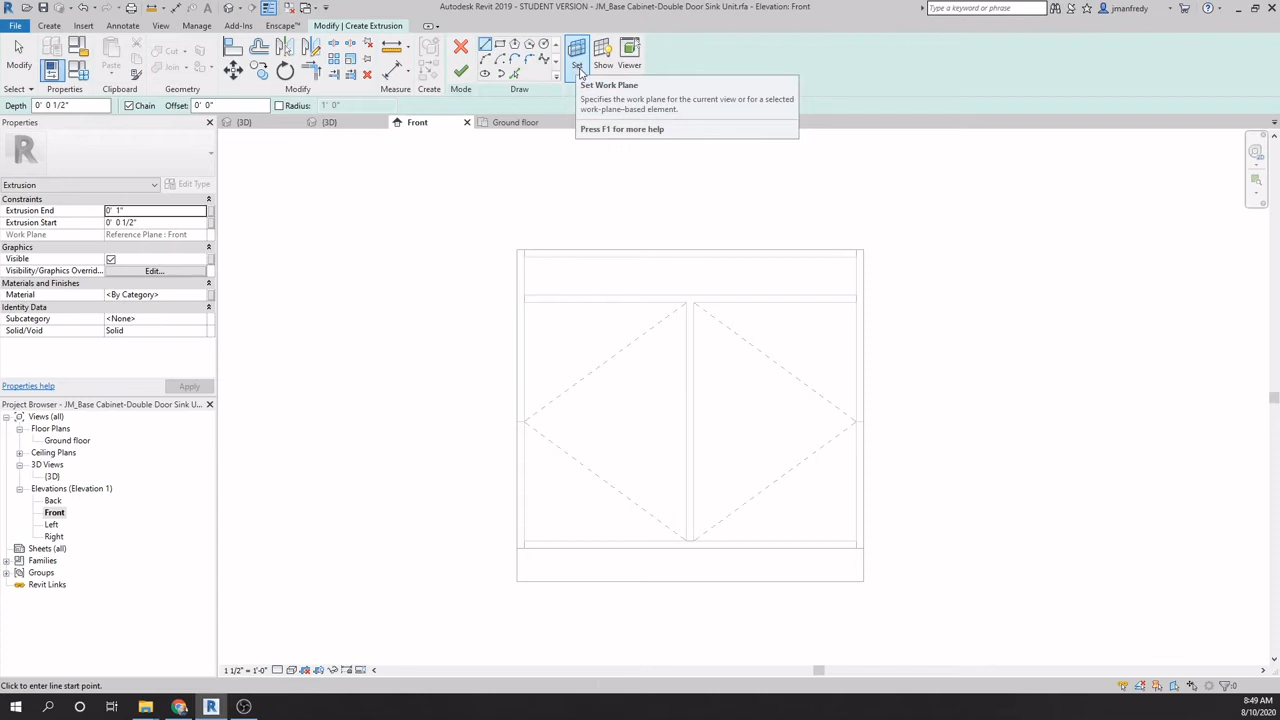 Autodesk Revit 2019 - STUDENT VERSION - JM_Base Cabinet-Double Door Sink Unit.rfa - Elevation: Front
Type a keyword or phrase
jmanfredy
File
Create
Insert
Annotate
View
Manage
Add-Ins
Enscape™
Modify | Create Extrusion
Modify
Paste
Cut
Join
Set
Show
Viewer
Select
Properties
Clipboard
Geometry
Modify
Measure
Create
Mode
Draw
Set Work Plane
Specifies the work plane for the current view or for a selected
work-plane-based element.
Press F1 for more help
Depth
0' 0 1/2"
Chain
Offset:
0' 0"
Radius:
1' 0"
Properties
{3D}
{3D}
Front
Ground floor
Extrusion
Edit Type
Constraints
Extrusion End
0' 1"
Extrusion Start
0' 0 1/2"
Work Plane
Reference Plane : Front
Graphics
Visible
Visibility/Graphics Overrid...
Edit...
Materials and Finishes
Material
<By Category>
Identity Data
Subcategory
<None>
Solid/Void
Solid
Properties help
Apply
Project Browser - JM_Base Cabinet-Double Door Sink U...
Views (all)
Floor Plans
Ground floor
Ceiling Plans
3D Views
{3D}
Elevations (Elevation 1)
Back
Front
Left
Right
Sheets (all)
Families
Groups
Revit Links
1 1/2" = 1'-0"
Click to enter line start point.
:0
8:49 AM
8/10/2020